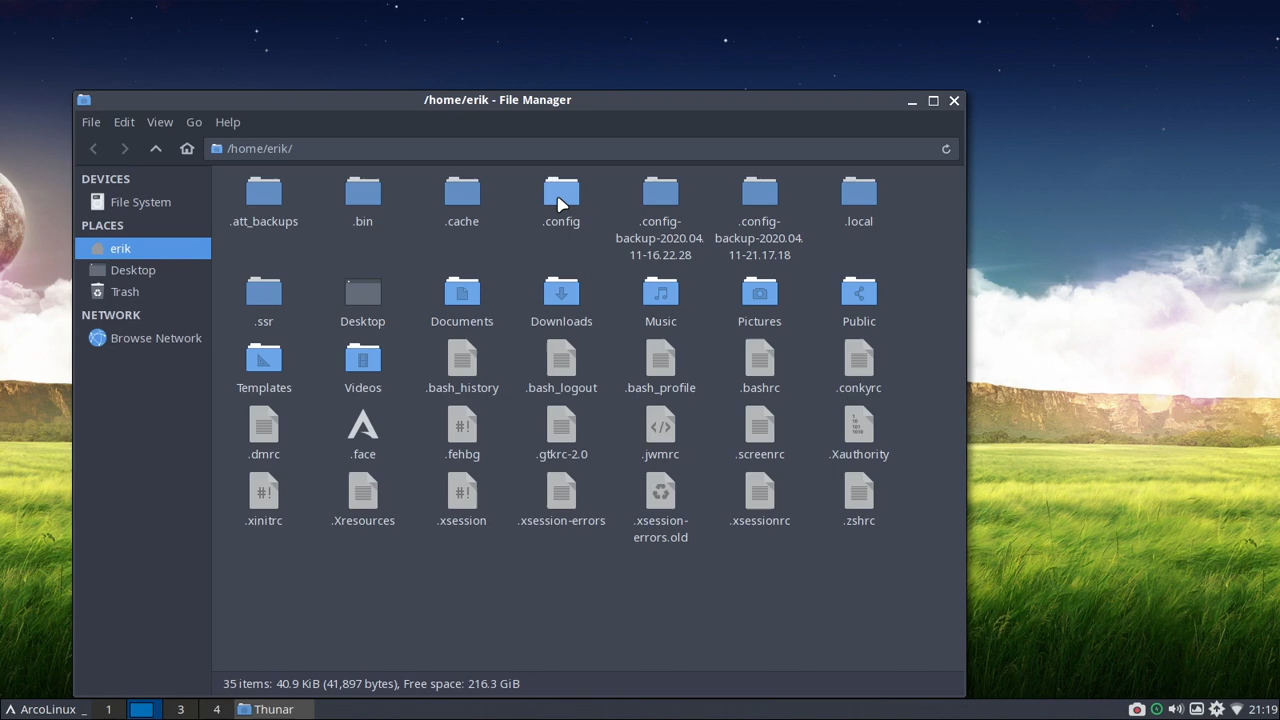 /home/erik - File Manager
File Edit View Go Help
/home/erik/
DEVICES
File System
PLACES
erik
Desktop
Trash
NETWORK
Browse Network
.att_backups .bin .cache .config .config-backup-2020.04.11-16.22.28 .config-backup-2020.04.11-21.17.18 .local
.ssr Desktop Documents Downloads Music Pictures Public
Templates Videos .bash_history .bash_logout .bash_profile .bashrc .conkyrc
.dmrc .face .fehbg .gtkrc-2.0 .jwmrc .screenrc .Xauthority
.xinitrc .Xresources .xsession .xsession-errors .xsession-errors.old .xsessionrc .zshrc
35 items: 40.9 KiB (41,897 bytes), Free space: 216.3 GiB
ArcoLinux _ 1 3 4 Thunar 21:19